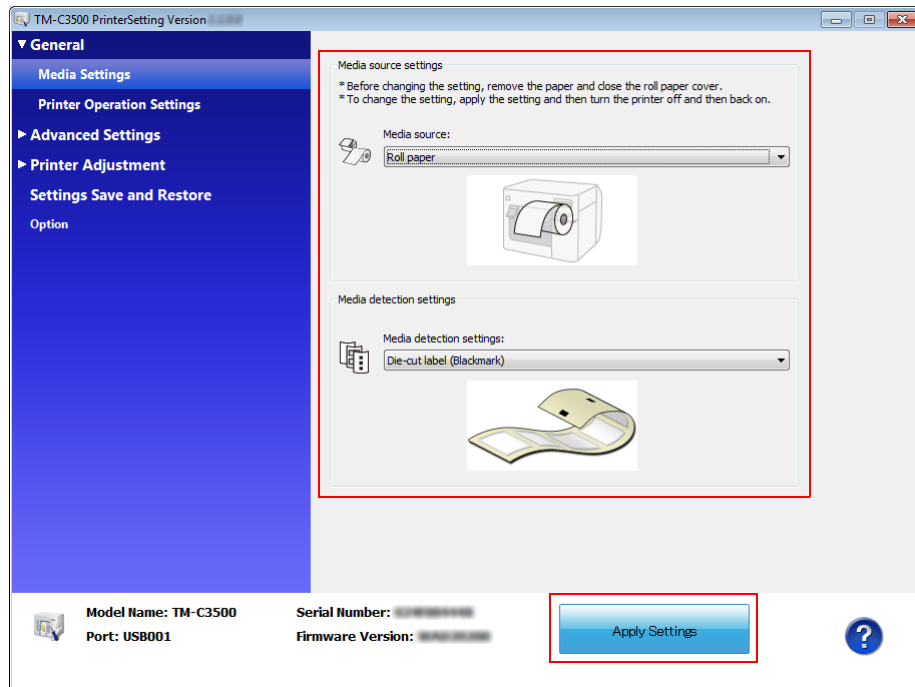 TM-C3500 PrinterSetting Version
General
Media Settings
Printer Operation Settings
Advanced Settings
Printer Adjustment
Settings Save and Restore
Option
Media source settings
* Before changing the setting, remove the paper and close the roll paper cover.
* To change the setting, apply the setting and then turn the printer off and then back on.
Media source:
Roll paper
Media detection settings
Media detection settings:
Die-cut label (Blackmark)
Model Name: TM-C3500
Port: USB001
Serial Number:
Firmware Version:
Apply Settings
?